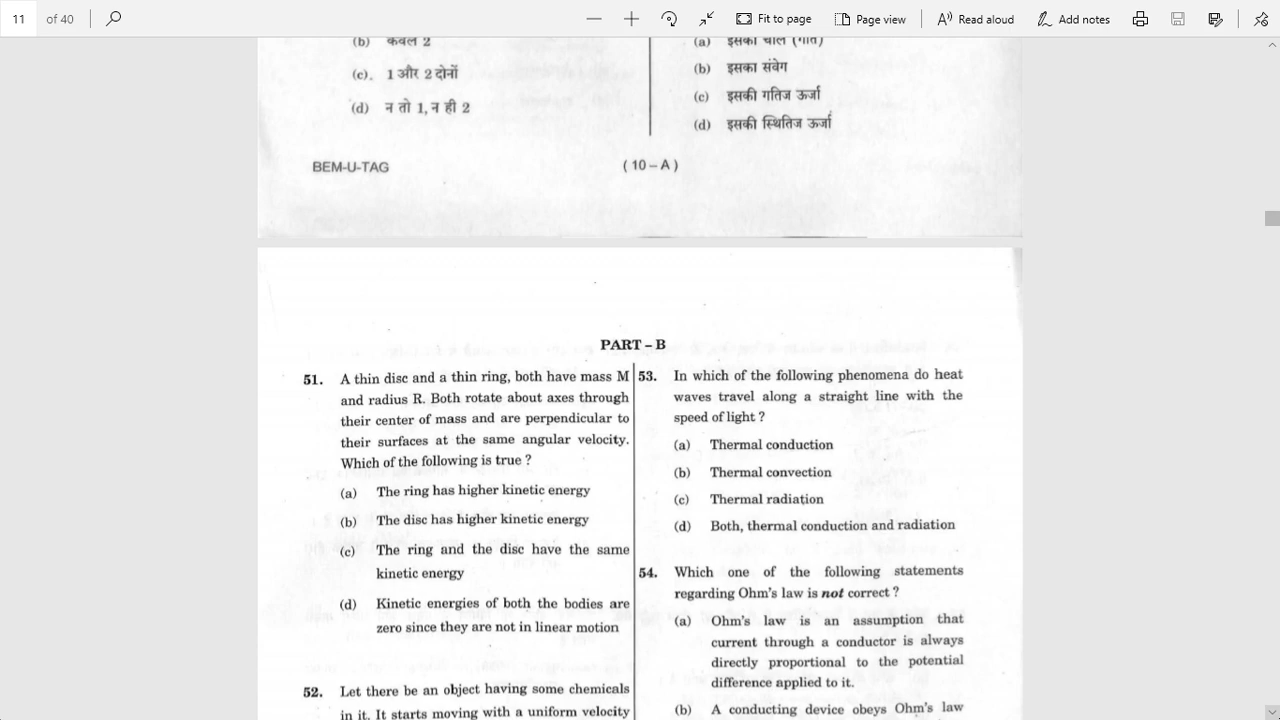 11 of 40
Fit to page
Page view
Read aloud
Add notes
(b) केवल 2
(c). 1 और 2 दोनों
(d) न तो 1, न ही 2
(a) इसकी चाल (गति)
(b) इसका संवेग
(c) इसकी गतिज ऊर्जा
(d) इसकी स्थितिज ऊर्जा
BEM-U-TAG
( 10 – A )
PART – B
51. A thin disc and a thin ring, both have mass M
and radius R. Both rotate about axes through
their center of mass and are perpendicular to
their surfaces at the same angular velocity.
Which of the following is true ?
(a) The ring has higher kinetic energy
(b) The disc has higher kinetic energy
(c) The ring and the disc have the same
kinetic energy
(d) Kinetic energies of both the bodies are
zero since they are not in linear motion
52. Let there be an object having some chemicals
in it. It starts moving with a uniform velocity
53. In which of the following phenomena do heat
waves travel along a straight line with the
speed of light ?
(a) Thermal conduction
(b) Thermal convection
(c) Thermal radiation
(d) Both, thermal conduction and radiation
54. Which one of the following statements
regarding Ohm's law is not correct ?
(a) Ohm's law is an assumption that
current through a conductor is always
directly proportional to the potential
difference applied to it.
(b) A conducting device obeys Ohm's law